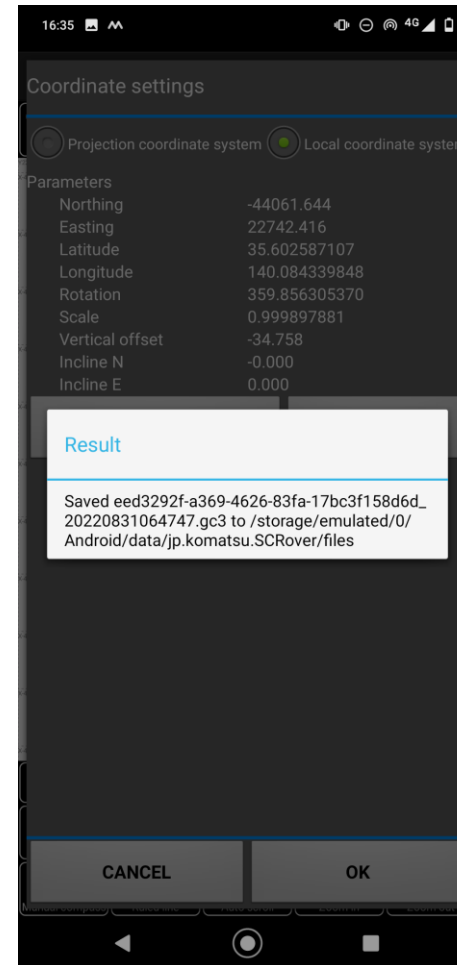 16:35
4G
Coordinate settings
Projection coordinate system
Local coordinate system
Parameters
Northing -44061.644
Easting 22742.416
Latitude 35.602587107
Longitude 140.084339848
Rotation 359.856305370
Scale 0.999897881
Vertical offset -34.758
Incline N -0.000
Incline E 0.000
Result
Saved eed3292f-a369-4626-83fa-17bc3f158d6d_
20220831064747.gc3 to /storage/emulated/0/
Android/data/jp.komatsu.SCRover/files
CANCEL OK